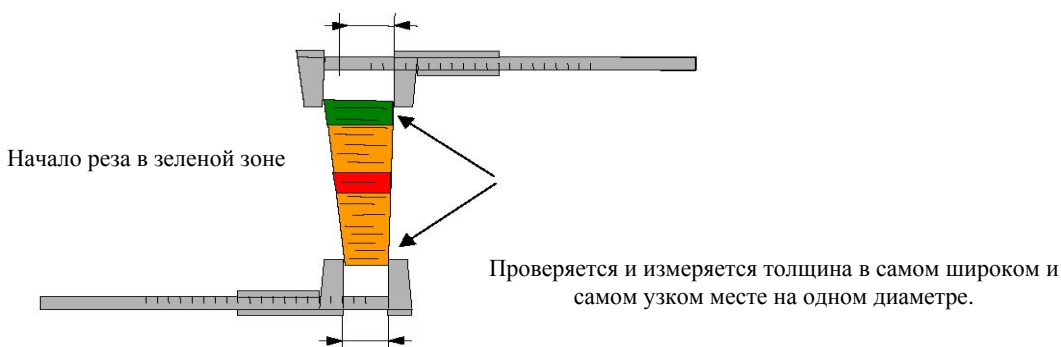 Начало реза в зеленой зоне
Проверяется и измеряется толщина в самом широком и
самом узком месте на одном диаметре.